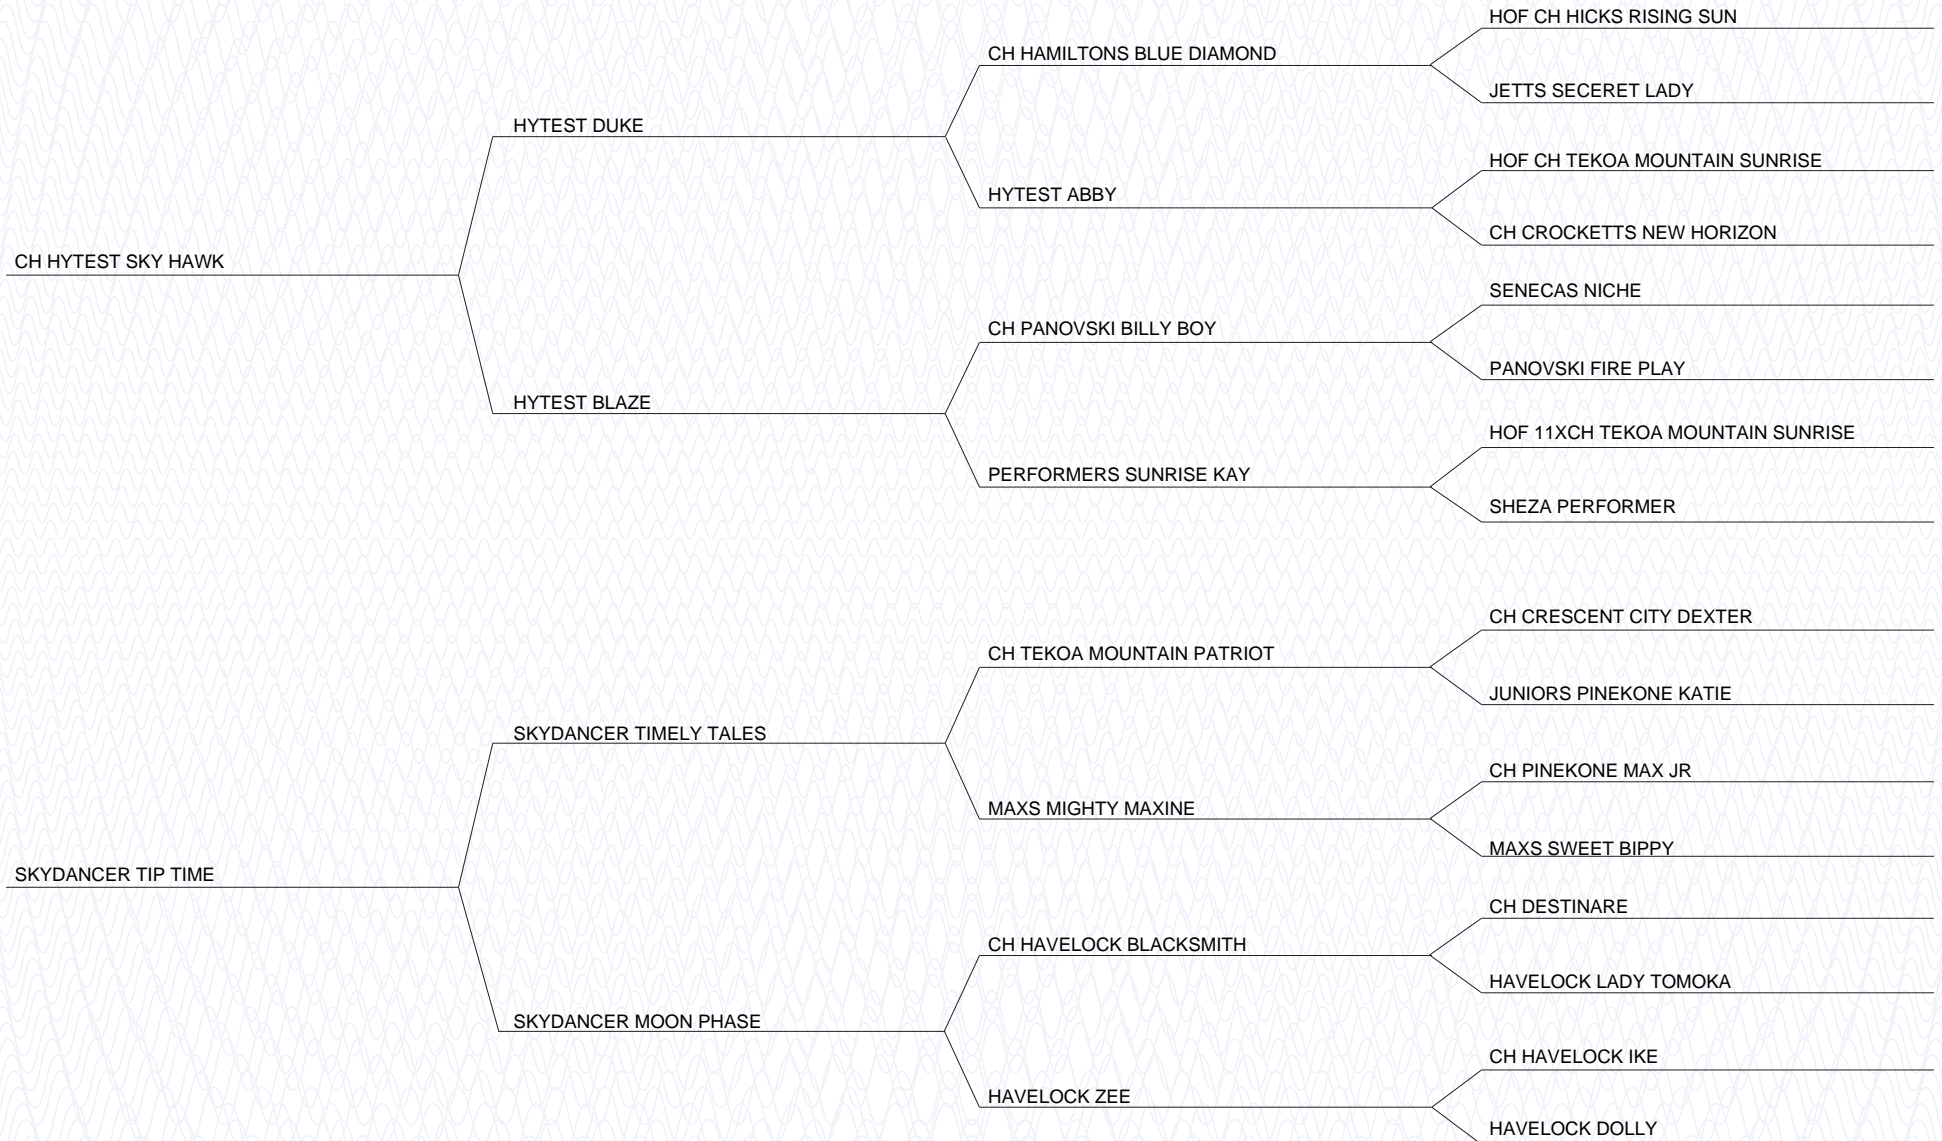 HOF CH HICKS RISING SUN
CH HAMILTONS BLUE DIAMOND
JETTS SECERET LADY
HYTEST DUKE
HOF CH TEKOA MOUNTAIN SUNRISE
HYTEST ABBY
CH CROCKETTS NEW HORIZON
CH HYTEST SKY HAWK
SENECAS NICHE
CH PANOVSKI BILLY BOY
PANOVSKI FIRE PLAY
HYTEST BLAZE
HOF 11XCH TEKOA MOUNTAIN SUNRISE
PERFORMERS SUNRISE KAY
SHEZA PERFORMER
CH CRESCENT CITY DEXTER
CH TEKOA MOUNTAIN PATRIOT
JUNIORS PINEKONE KATIE
SKYDANCER TIMELY TALES
CH PINEKONE MAX JR
MAXS MIGHTY MAXINE
MAXS SWEET BIPPY
SKYDANCER TIP TIME
CH DESTINARE
CH HAVELOCK BLACKSMITH
HAVELOCK LADY TOMOKA
SKYDANCER MOON PHASE
CH HAVELOCK IKE
HAVELOCK ZEE
HAVELOCK DOLLY